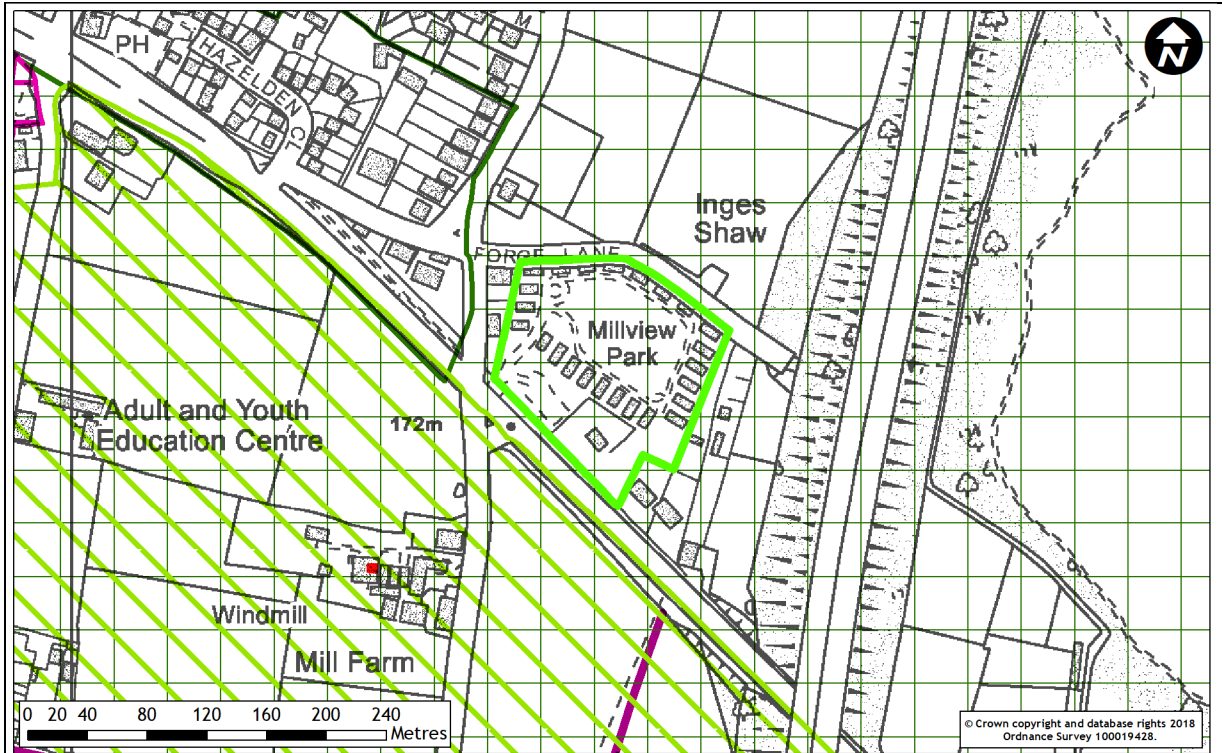 N
PH
HAZELDEN
CL
Inges
Shaw
FORGE LANE
Millview
Park
Adult and Youth
Education Centre
172m
Windmill
Mill Farm
0 20 40 80 120 160 200 240
Metres
© Crown copyright and database rights 2018
Ordnance Survey 100019428.